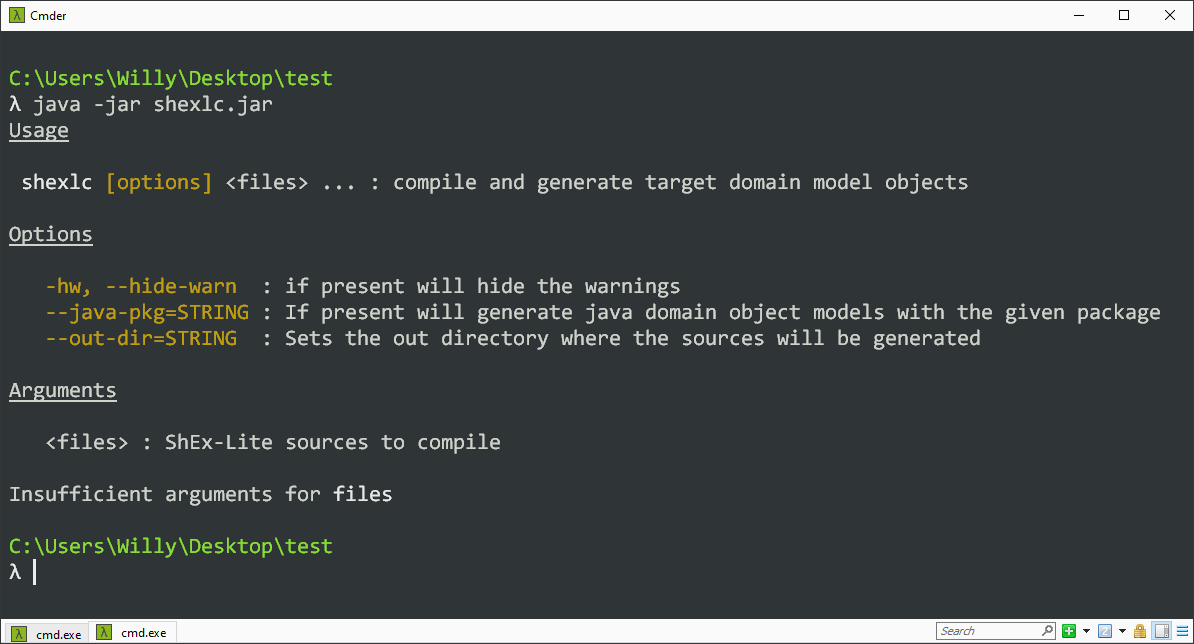 Cmder
C:\Users\Willy\Desktop\test
λ java -jar shexlc.jar
Usage
shexlc [options] <files> ... : compile and generate target domain model objects
Options
-hw, --hide-warn : if present will hide the warnings
--java-pkg=STRING : If present will generate java domain object models with the given package
--out-dir=STRING : Sets the out directory where the sources will be generated
Arguments
<files> : ShEx-Lite sources to compile
Insufficient arguments for files
C:\Users\Willy\Desktop\test
λ
λ cmd.exe λ cmd.exe Search